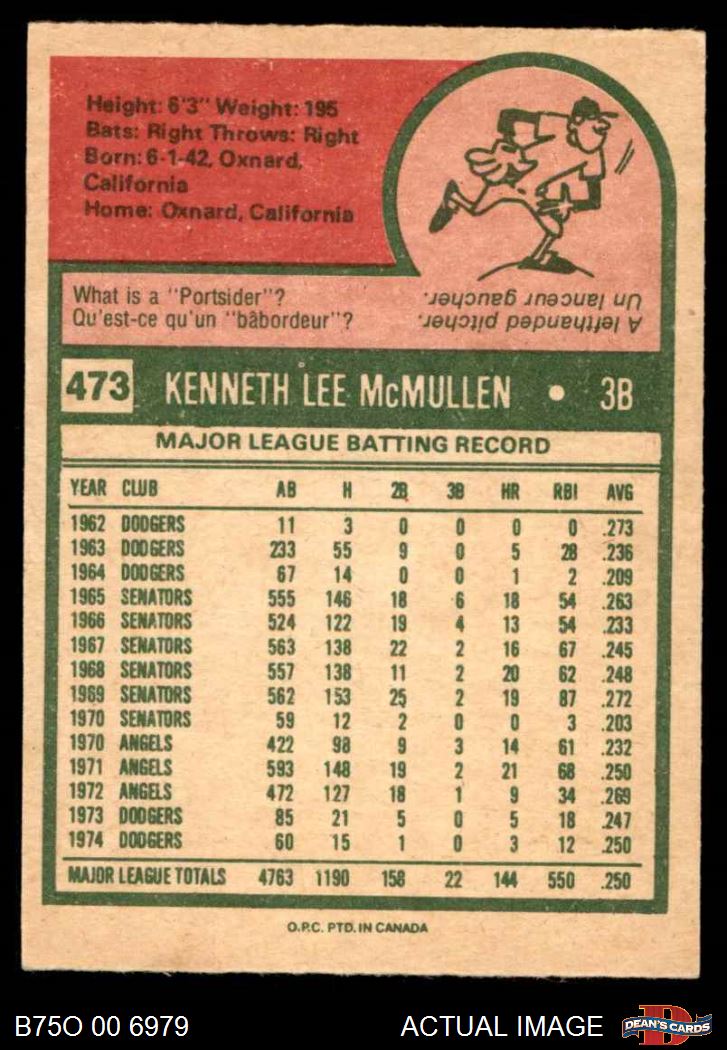 Height: 6'3" Weight: 195
Bats: Right Throws: Right
Born: 6-1-42, Oxnard,
California
Home: Oxnard, California
What is a "Portsider"?
Qu'est-ce qu'un "bâbordeur"?
A lefthanded pitcher.
Un lanceur gaucher.
473 KENNETH LEE McMULLEN • 3B
MAJOR LEAGUE BATTING RECORD
YEAR CLUB AB H 2B 3B HR RBI AVG
1962 DODGERS 11 3 0 0 0 0 .273
1963 DODGERS 233 55 9 0 5 28 .236
1964 DODGERS 67 14 0 0 1 2 .209
1965 SENATORS 555 146 18 6 18 54 .263
1966 SENATORS 524 122 19 4 13 54 .233
1967 SENATORS 563 138 22 2 16 67 .245
1968 SENATORS 557 138 11 2 20 62 .248
1969 SENATORS 562 153 25 2 19 87 .272
1970 SENATORS 59 12 2 0 0 3 .203
1970 ANGELS 422 98 9 3 14 61 .232
1971 ANGELS 593 148 19 2 21 68 .250
1972 ANGELS 472 127 18 1 9 34 .269
1973 DODGERS 85 21 5 0 5 18 .247
1974 DODGERS 60 15 1 0 3 12 .250
MAJOR LEAGUE TOTALS 4763 1190 158 22 144 550 .250
O.P.C. PTD. IN CANADA
B75O 00 6979 ACTUAL IMAGE
D
DEAN'S CARDS